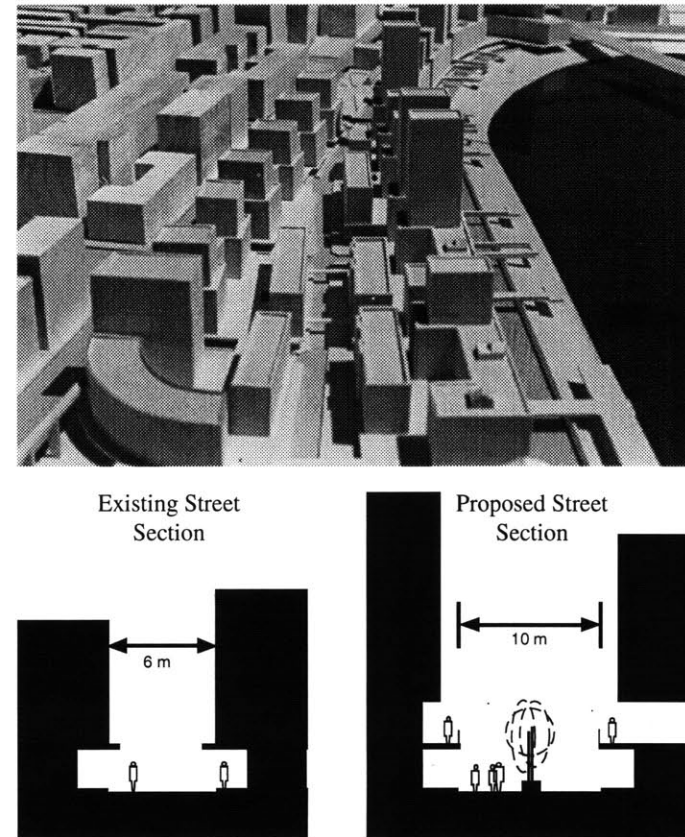 Existing Street
Section
Proposed Street
Section
6 m
10 m